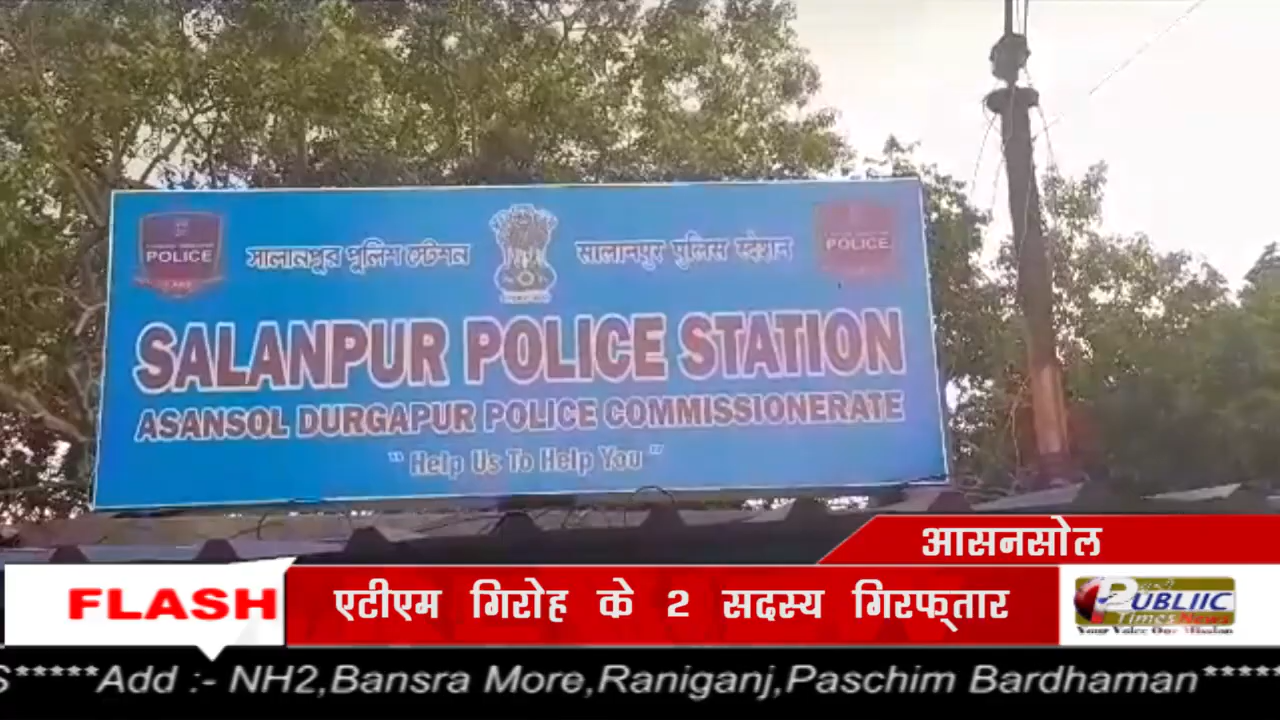 POLICE
সালানপুর পুলিশ স্টেশন
सालानपुर पुलिस स्टेशन
POLICE
SALANPUR POLICE STATION
ASANSOL DURGAPUR POLICE COMMISSIONERATE
" Help Us To Help You "
आसनसोल
FLASH
एटीएम गिरोह के 2 सदस्य गिरफ्तार
PUBLIIC
Times News
Your Voice Our Mission
S*****Add :- NH2,Bansra More,Raniganj,Paschim Bardhaman*****